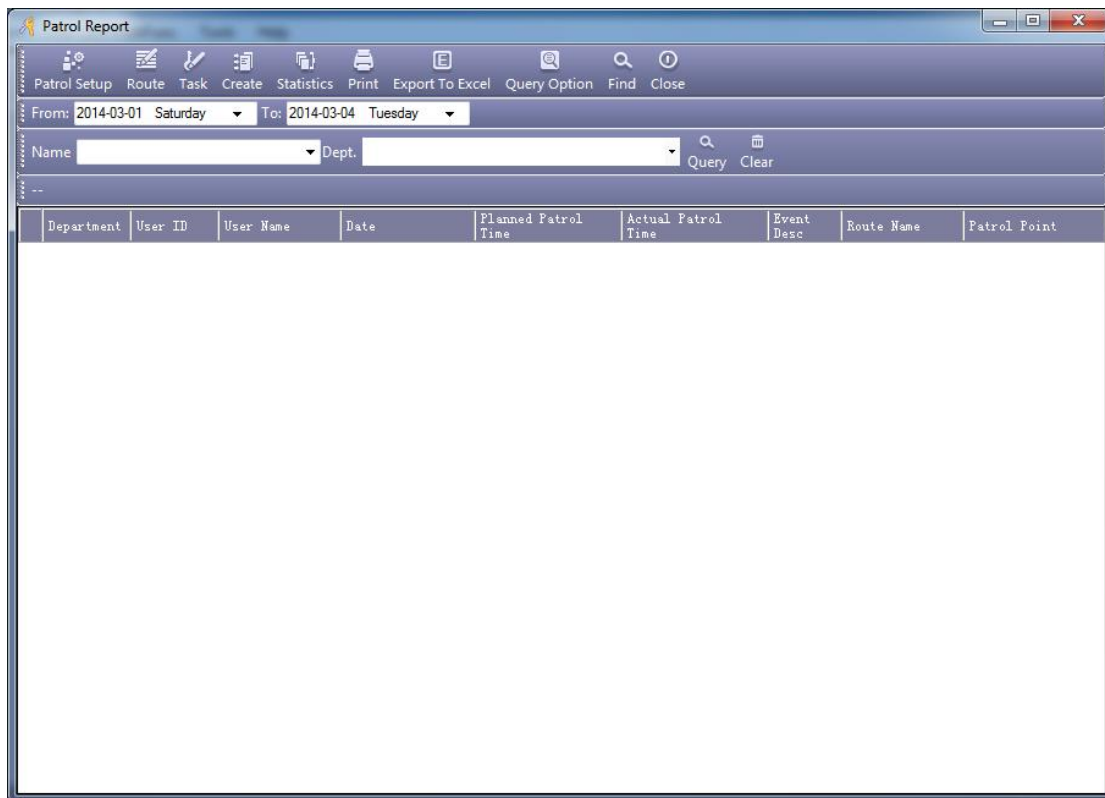 Patrol Report
Patrol Setup Route Task Create Statistics Print Export To Excel Query Option Find Close
From: 2014-03-01 Saturday To: 2014-03-04 Tuesday
Name Dept. Query Clear
--
Department User ID User Name Date Planned Patrol Time Actual Patrol Time Event Desc Route Name Patrol Point